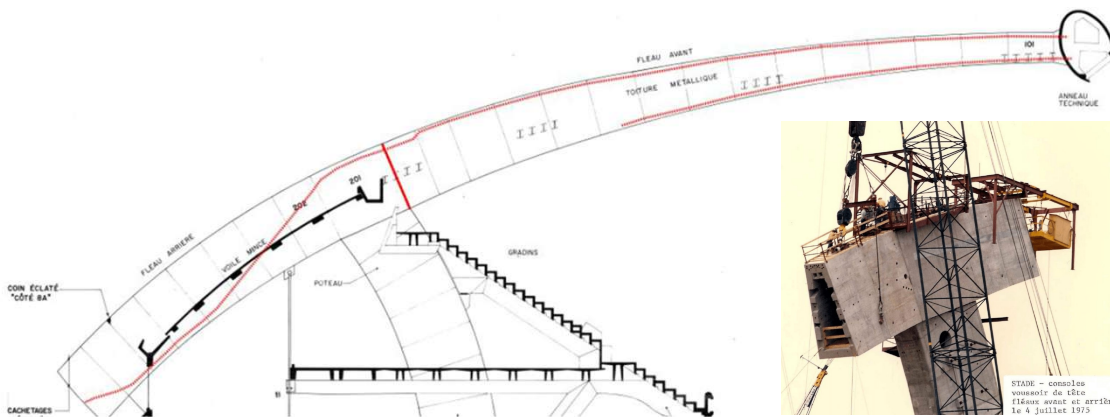 FLEAU AVANT
101
TOITURE METALLIQUE
ANNEAU
TECHNIQUE
201
202
FLEAU ARRIÈRE
VOILE MINCE
GRADINS
POTEAU
COIN ÉCLATÉ
"CÔTÉ 8A"
CACHETAGES
STADE - consoles
voussoir de tête
fléaux avant et arrière
le 4 juillet 1975